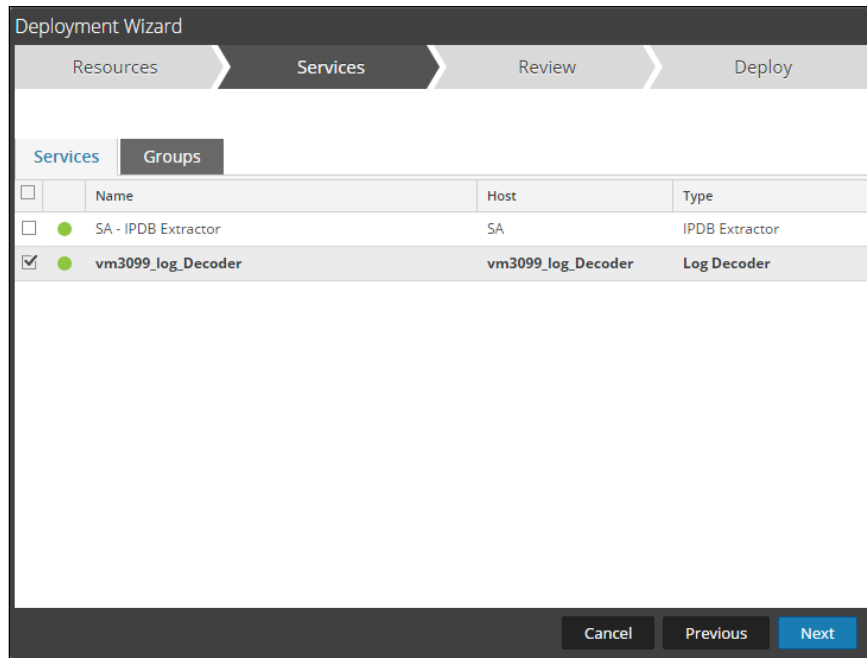 Deployment Wizard
Resources Services Review Deploy
Services Groups
Name Host Type
SA - IPDB Extractor SA IPDB Extractor
vm3099_log_Decoder vm3099_log_Decoder Log Decoder
Cancel Previous Next